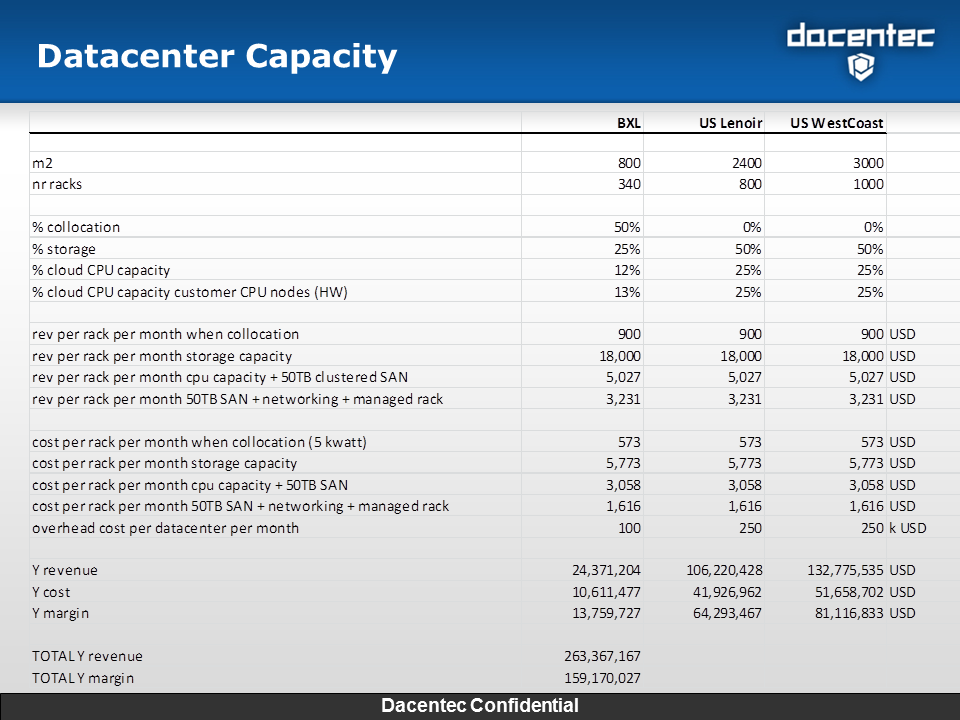 Datacenter Capacity
dacentec
BXL US Lenoir US WestCoast
m2 800 2400 3000
nr racks 340 800 1000
% collocation 50% 0% 0%
% storage 25% 50% 50%
% cloud CPU capacity 12% 25% 25%
% cloud CPU capacity customer CPU nodes (HW) 13% 25% 25%
rev per rack per month when collocation 900 900 900 USD
rev per rack per month storage capacity 18,000 18,000 18,000 USD
rev per rack per month cpu capacity + 50TB clustered SAN 5,027 5,027 5,027 USD
rev per rack per month 50TB SAN + networking + managed rack 3,231 3,231 3,231 USD
cost per rack per month when collocation (5 kwatt) 573 573 573 USD
cost per rack per month storage capacity 5,773 5,773 5,773 USD
cost per rack per month cpu capacity + 50TB SAN 3,058 3,058 3,058 USD
cost per rack per month 50TB SAN + networking + managed rack 1,616 1,616 1,616 USD
overhead cost per datacenter per month 100 250 250 k USD
Y revenue 24,371,204 106,220,428 132,775,535 USD
Y cost 10,611,477 41,926,962 51,658,702 USD
Y margin 13,759,727 64,293,467 81,116,833 USD
TOTAL Y revenue 263,367,167
TOTAL Y margin 159,170,027
Dacentec Confidential